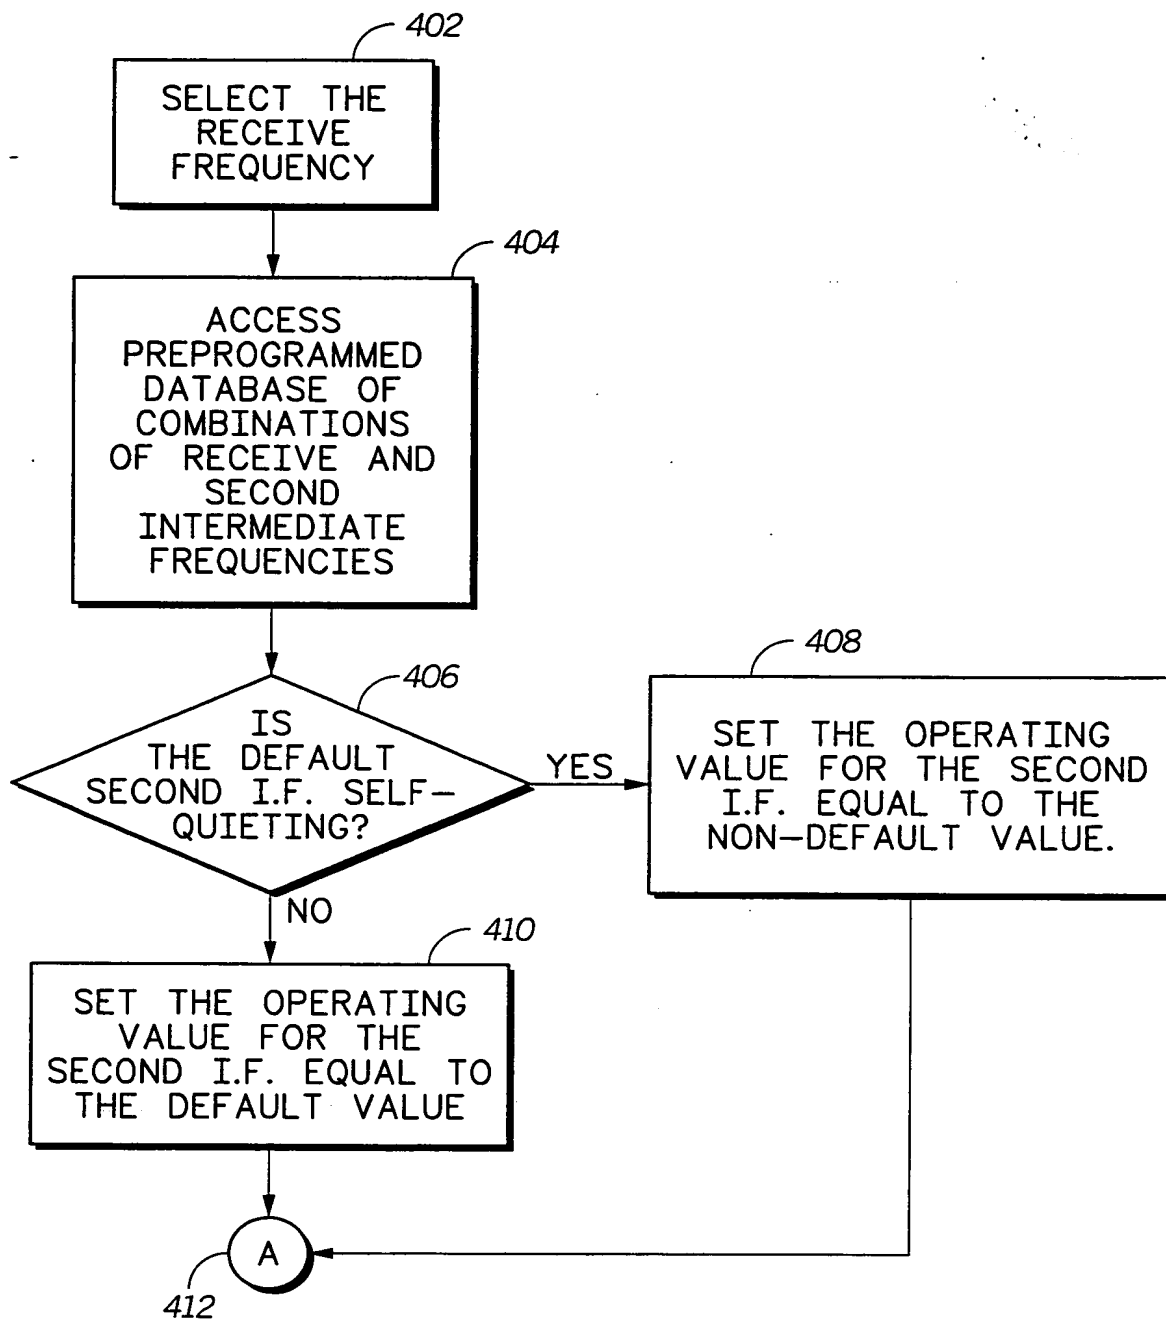 402
SELECT THE
RECEIVE
FREQUENCY
404
ACCESS
PREPROGRAMMED
DATABASE OF
COMBINATIONS
OF RECEIVE AND
SECOND
INTERMEDIATE
FREQUENCIES
406
IS
THE DEFAULT
SECOND I.F. SELF-
QUIETING?
YES
408
SET THE OPERATING
VALUE FOR THE SECOND
I.F. EQUAL TO THE
NON-DEFAULT VALUE.
NO
410
SET THE OPERATING
VALUE FOR THE
SECOND I.F. EQUAL TO
THE DEFAULT VALUE
A
412